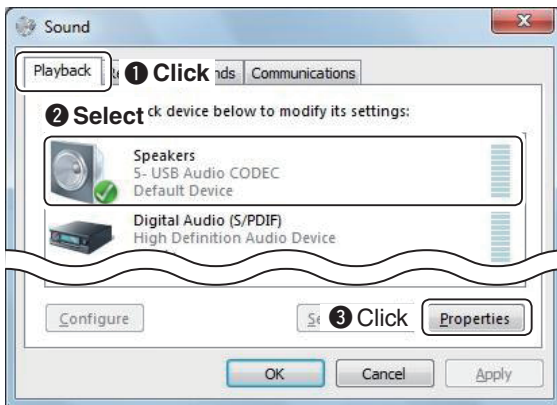 Sound
Playback
❶ Click
nds
Communications
❷ Select
ck device below to modify its settings:
Speakers
5- USB Audio CODEC
Default Device
Digital Audio (S/PDIF)
High Definition Audio Device
Configure
Se
❸ Click
Properties
OK
Cancel
Apply